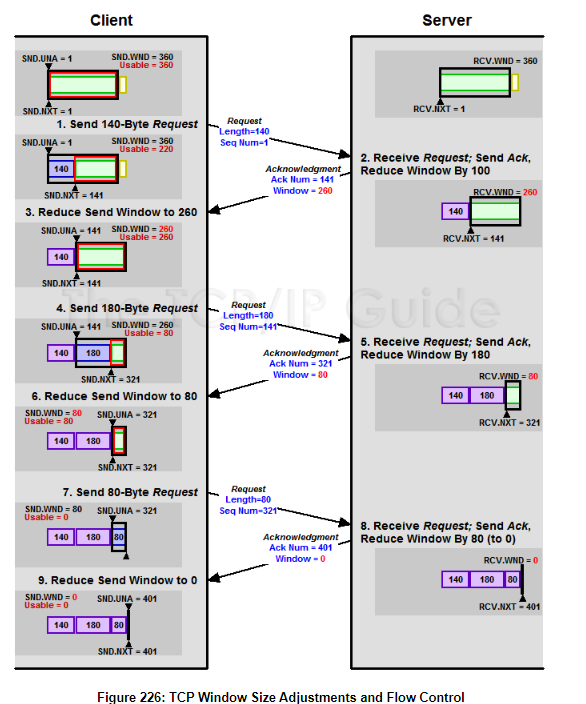 Client
Server
SND.UNA = 1
SND.WND = 360
Usable = 360
SND.NXT = 1
RCV.WND = 360
RCV.NXT = 1
1. Send 140-Byte Request
Request
Length=140
Seq Num=1
SND.UNA = 1
SND.WND = 360
Usable = 220
140
SND.NXT = 141
2. Receive Request; Send Ack,
Reduce Window By 100
Acknowledgment
Ack Num = 141
Window = 260
RCV.WND = 260
140
RCV.NXT = 141
3. Reduce Send Window to 260
SND.UNA = 141
SND.WND = 260
Usable = 260
140
SND.NXT = 141
The TCP/IP Guide
4. Send 180-Byte Request
Request
Length=180
Seq Num=141
SND.UNA = 141
SND.WND = 260
Usable = 80
140
180
SND.NXT = 321
5. Receive Request; Send Ack,
Reduce Window By 180
Acknowledgment
Ack Num = 321
Window = 80
RCV.WND = 80
140
180
RCV.NXT = 321
6. Reduce Send Window to 80
SND.WND = 80
Usable = 80
SND.UNA = 321
140
180
SND.NXT = 321
7. Send 80-Byte Request
Request
Length=80
Seq Num=321
SND.WND = 80
Usable = 0
SND.UNA = 321
140
180
80
8. Receive Request; Send Ack,
Reduce Window By 80 (to 0)
Acknowledgment
Ack Num = 401
Window = 0
RCV.WND = 0
140
180
80
RCV.NXT = 401
9. Reduce Send Window to 0
SND.WND = 0
Usable = 0
SND.UNA = 401
140
180
80
SND.NXT = 401
Figure 226: TCP Window Size Adjustments and Flow Control